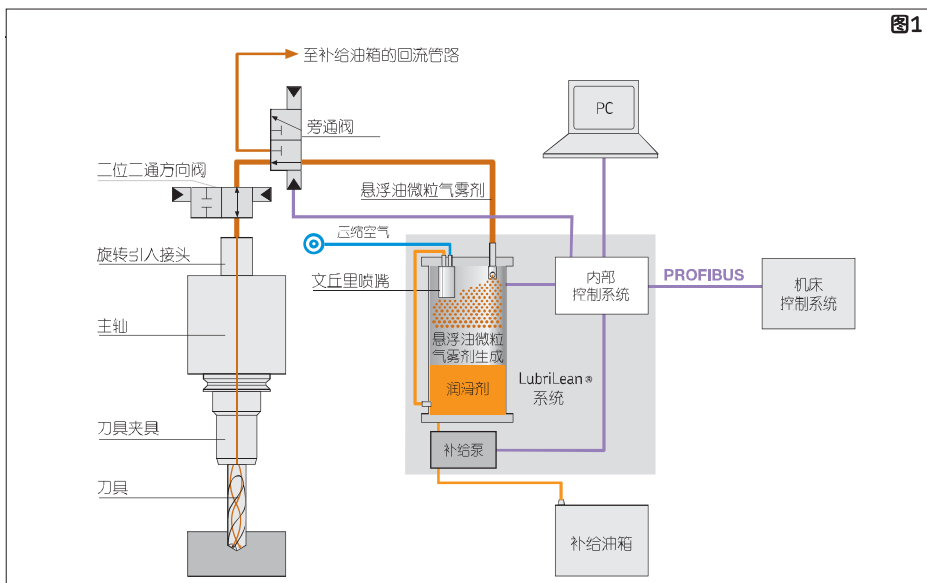 图1
至补给油箱的回流管路
PC
旁通阀
二位二通方向阀
悬浮油微粒气雾剂
压缩空气
旋转引入接头
文丘里喷嘴
内部
控制系统
PROFIBUS
机床
控制系统
主轴
悬浮油微粒
气雾剂生成
润滑剂
LubriLean®
系统
刀具夹具
补给泵
刀具
补给油箱